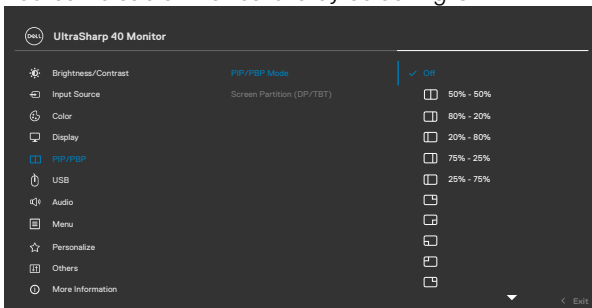 DELL UltraSharp 40 Monitor
Brightness/Contrast PIP/PBP Mode Off
Input Source Screen Partition (DP/TBT) 50% - 50%
Color 80% - 20%
Display 20% - 80%
PIP/PBP 75% - 25%
USB 25% - 75%
Audio
Menu
Personalize
Others
More Information
Exit